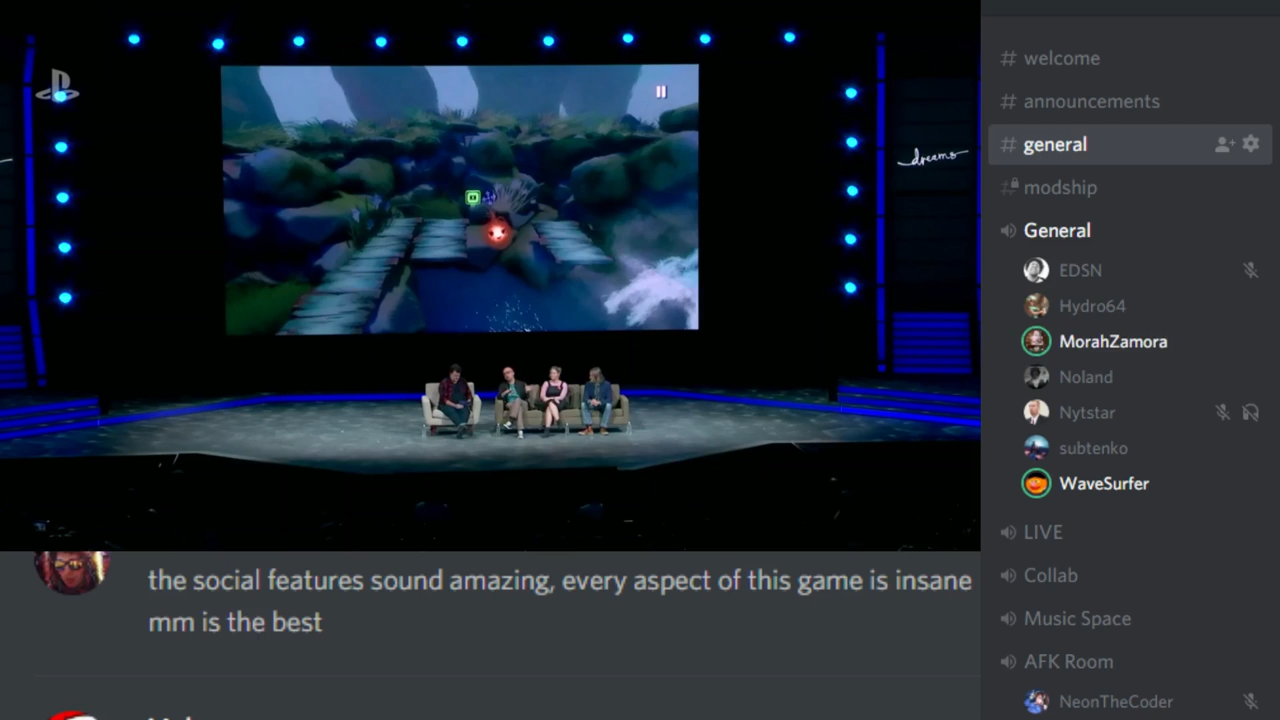 dreams
the social features sound amazing, every aspect of this game is insane
mm is the best
# welcome
# announcements
# general
modship
General
EDSN
Hydro64
MorahZamora
Noland
Nytstar
subtenko
WaveSurfer
LIVE
Collab
Music Space
AFK Room
NeonTheCoder